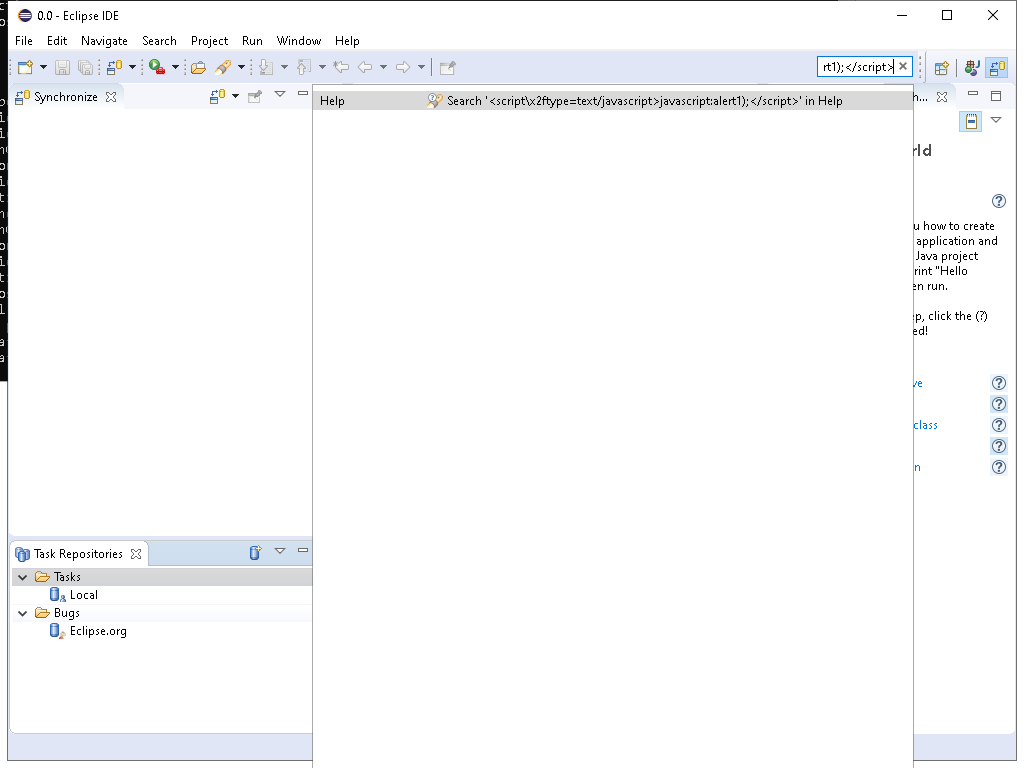 0.0 - Eclipse IDE
File Edit Navigate Search Project Run Window Help
rt1);</script>
Synchronize
h...
Help Search '<script\x2ftype=text/javascript>javascript:alert1);</script>' in Help
rld
u how to create
application and
Java project
rint "Hello
en run.
ep, click the (?)
ed!
ve
class
n
Task Repositories
Tasks
Local
Bugs
Eclipse.org